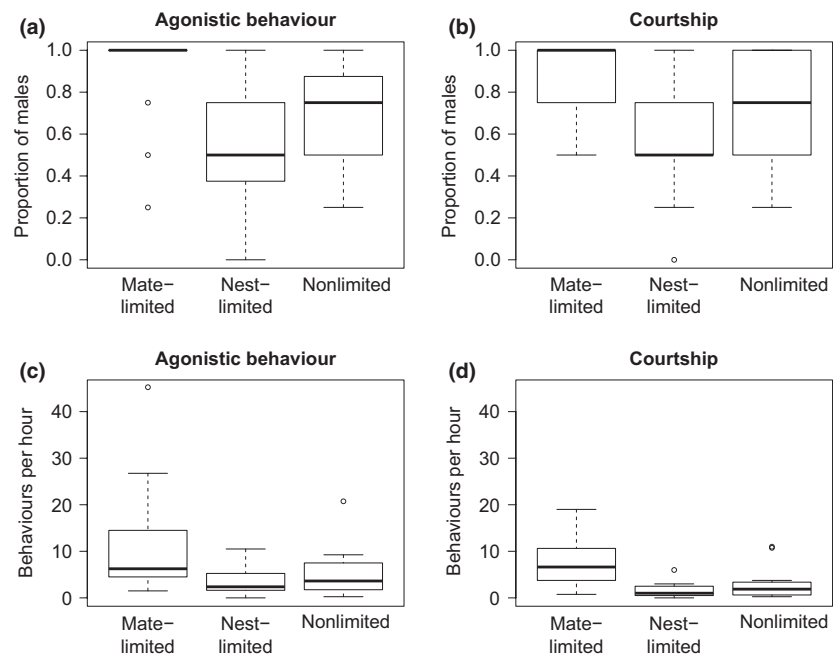 (a) Agonistic behaviour
Proportion of males
1.0
0.8
0.6
0.4
0.2
0.0
Mate-
limited
Nest-
limited
Nonlimited
(b) Courtship
Proportion of males
1.0
0.8
0.6
0.4
0.2
0.0
Mate-
limited
Nest-
limited
Nonlimited
(c) Agonistic behaviour
Behaviours per hour
40
30
20
10
0
Mate-
limited
Nest-
limited
Nonlimited
(d) Courtship
Behaviours per hour
40
30
20
10
0
Mate-
limited
Nest-
limited
Nonlimited